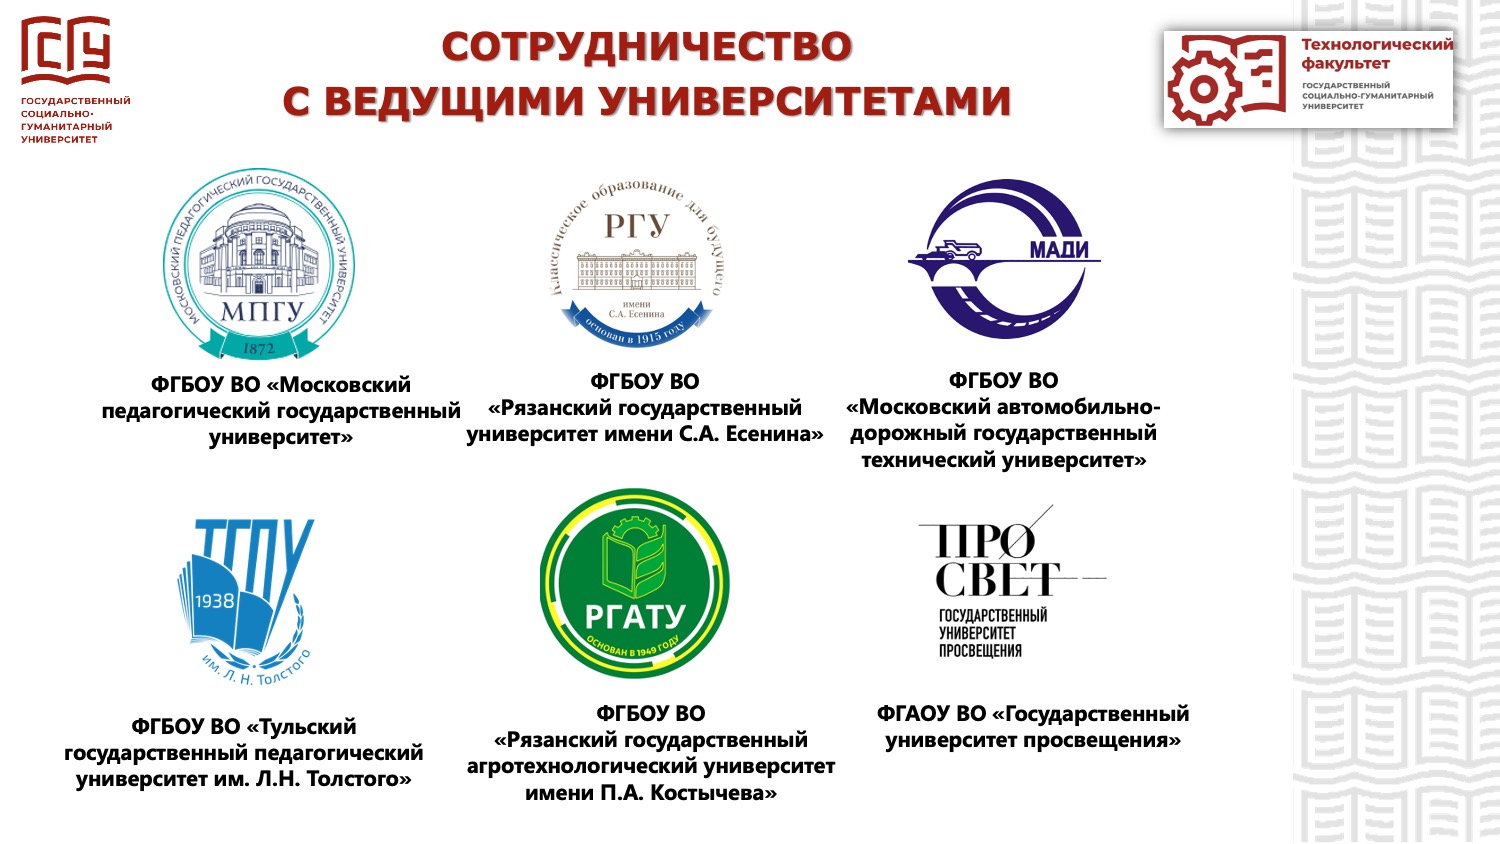 ГСГУ
ГОСУДАРСТВЕННЫЙ
СОЦИАЛЬНО-
ГУМАНИТАРНЫЙ
УНИВЕРСИТЕТ
СОТРУДНИЧЕСТВО
С ВЕДУЩИМИ УНИВЕРСИТЕТАМИ
Технологический
факультет
ГОСУДАРСТВЕННЫЙ
СОЦИАЛЬНО-ГУМАНИТАРНЫЙ
УНИВЕРСИТЕТ
МОСКОВСКИЙ ПЕДАГОГИЧЕСКИЙ ГОСУДАРСТВЕННЫЙ УНИВЕРСИТЕТ
МПГУ
1872
ФГБОУ ВО «Московский
педагогический государственный
университет»
Классическое образование для будущего
РГУ
имени
С.А. Есенина
основан в 1915 году
ФГБОУ ВО
«Рязанский государственный
университет имени С.А. Есенина»
МАДИ
ФГБОУ ВО
«Московский автомобильно-
дорожный государственный
технический университет»
ТГПУ
1938
им. Л. Н. Толстого
ФГБОУ ВО «Тульский
государственный педагогический
университет им. Л.Н. Толстого»
РГАТУ
ОСНОВАН В 1949 ГОДУ
ФГБОУ ВО
«Рязанский государственный
агротехнологический университет
имени П.А. Костычева»
ПРО
СВЕТ
ГОСУДАРСТВЕННЫЙ
УНИВЕРСИТЕТ
ПРОСВЕЩЕНИЯ
ФГАОУ ВО «Государственный
университет просвещения»